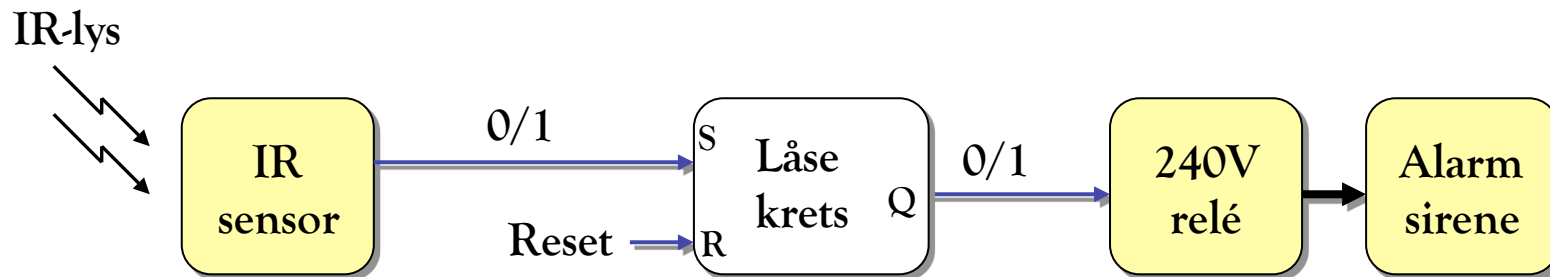 IR-lys
IR
sensor
0/1
Reset
S
R
Låse
krets
Q
0/1
240V
relé
Alarm
sirene